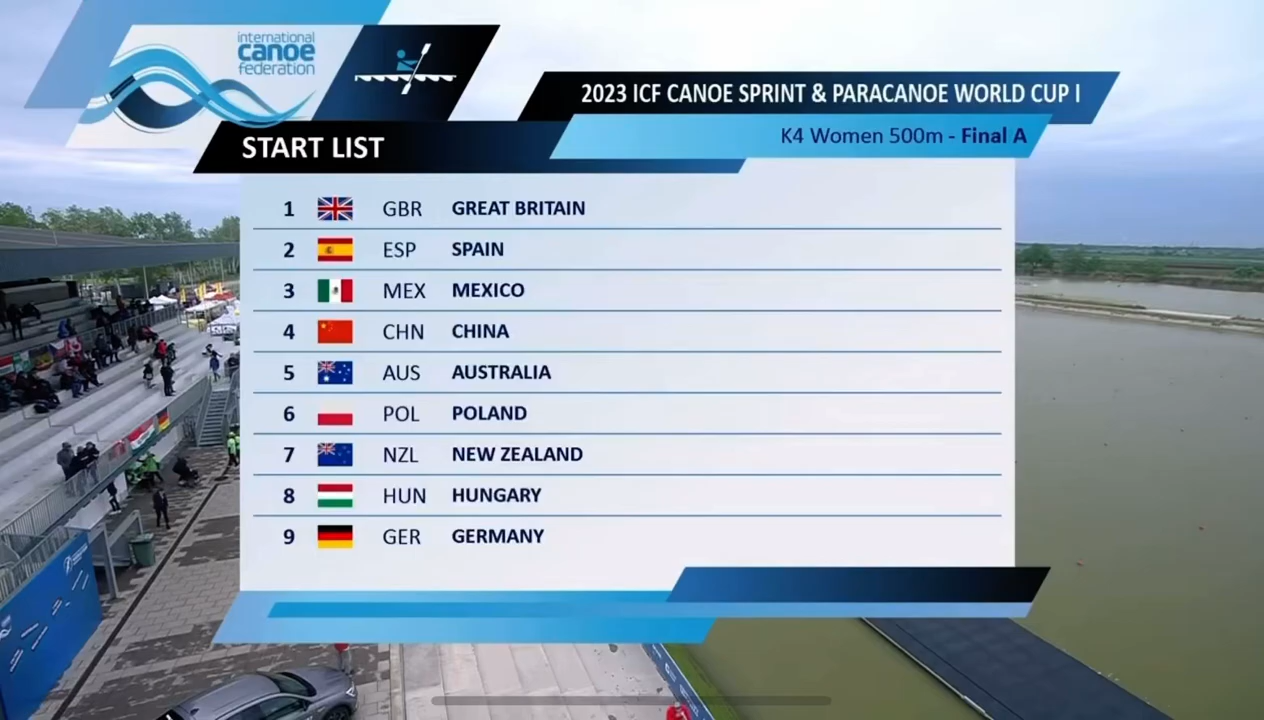 international
canoe
federation
2023 ICF CANOE SPRINT & PARACANOE WORLD CUP I
START LIST
K4 Women 500m - Final A
1 GBR GREAT BRITAIN
2 ESP SPAIN
3 MEX MEXICO
4 CHN CHINA
5 AUS AUSTRALIA
6 POL POLAND
7 NZL NEW ZEALAND
8 HUN HUNGARY
9 GER GERMANY